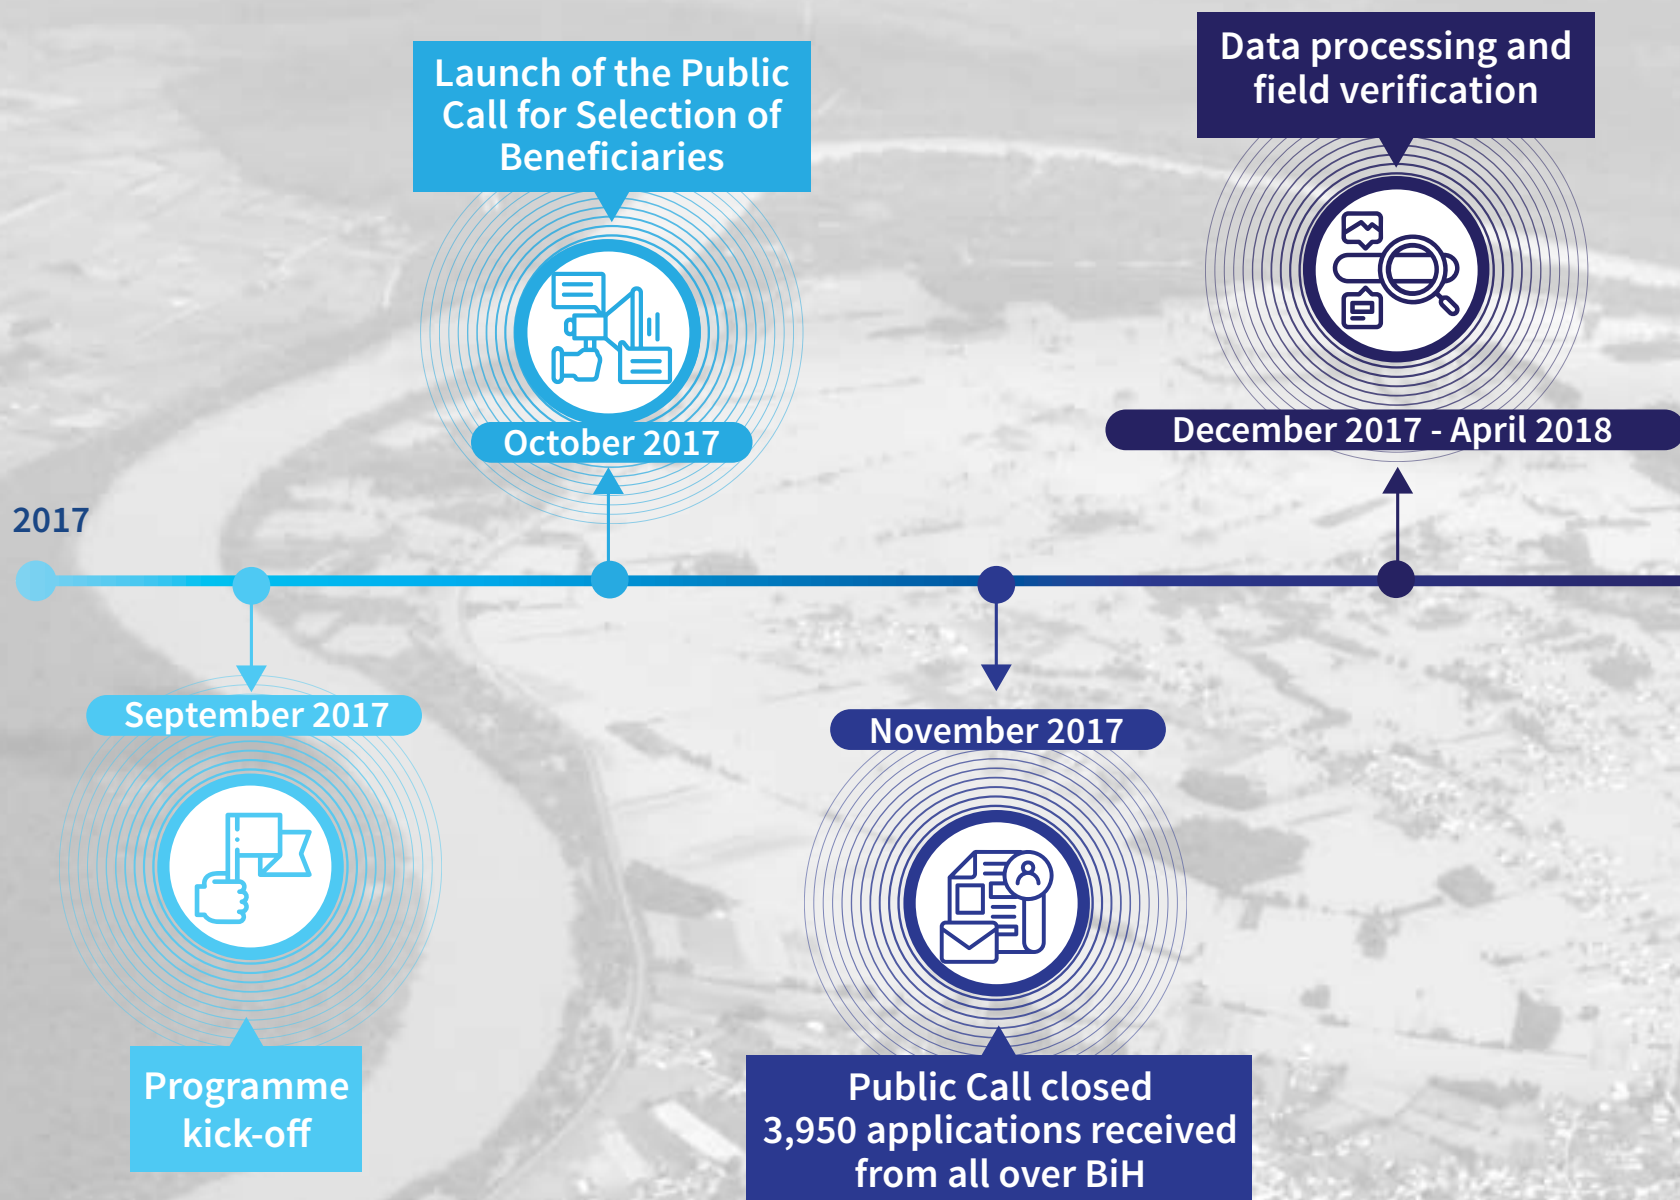 Launch of the Public
Call for Selection of
Beneficiaries
Data processing and
field verification
October 2017
December 2017 - April 2018
2017
September 2017
November 2017
Programme
kick-off
Public Call closed
3,950 applications received
from all over BiH